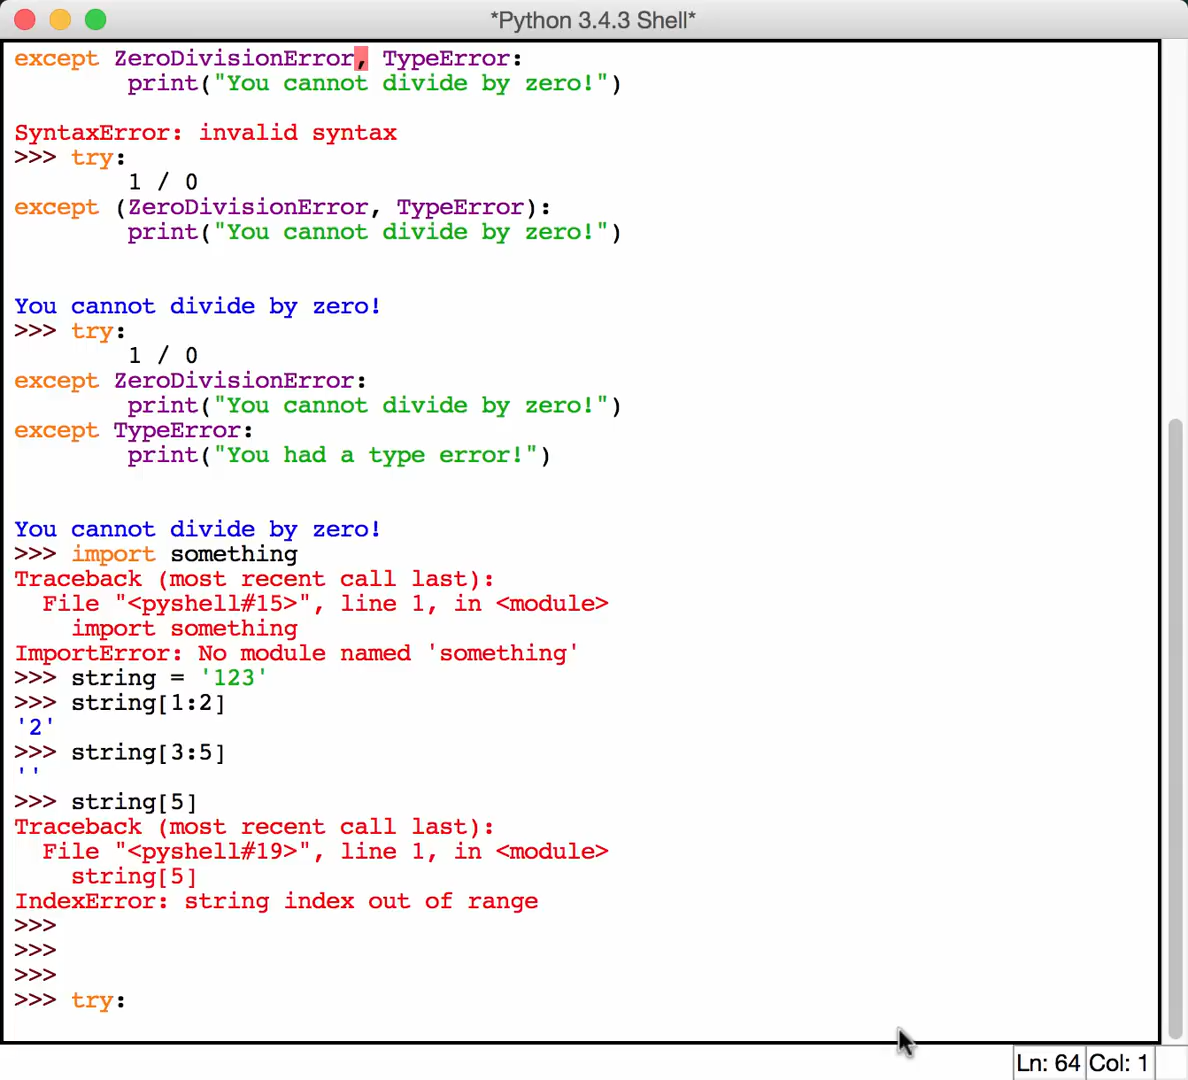 *Python 3.4.3 Shell*
except ZeroDivisionError, TypeError:
        print("You cannot divide by zero!")
SyntaxError: invalid syntax
>>> try:
        1 / 0
except (ZeroDivisionError, TypeError):
        print("You cannot divide by zero!")
You cannot divide by zero!
>>> try:
        1 / 0
except ZeroDivisionError:
        print("You cannot divide by zero!")
except TypeError:
        print("You had a type error!")
You cannot divide by zero!
>>> import something
Traceback (most recent call last):
  File "<pyshell#15>", line 1, in <module>
    import something
ImportError: No module named 'something'
>>> string = '123'
>>> string[1:2]
'2'
>>> string[3:5]
''
>>> string[5]
Traceback (most recent call last):
  File "<pyshell#19>", line 1, in <module>
    string[5]
IndexError: string index out of range
>>>
>>>
>>>
>>> try:
Ln: 64 Col: 1